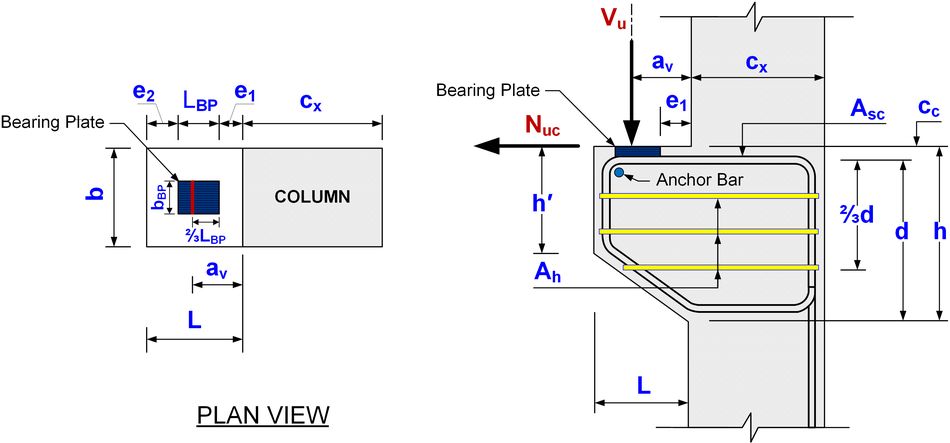 e2 LBP e1 cx
Bearing Plate
b
bBP
COLUMN
⅔LBP
av
L
PLAN VIEW
Vu
av cx
Bearing Plate
e1
Asc
cc
Nuc
Anchor Bar
h′
⅔d
d
h
Ah
L